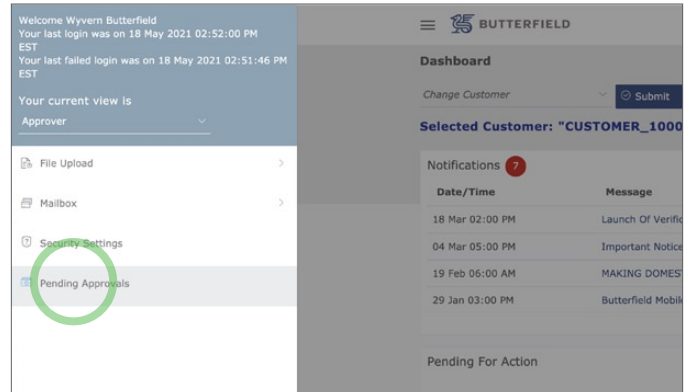 Welcome Wyvern Butterfield
Your last login was on 18 May 2021 02:52:00 PM
EST
Your last failed login was on 18 May 2021 02:51:46 PM
EST
Your current view is
Approver
File Upload
Mailbox
Security Settings
Pending Approvals
BUTTERFIELD
Dashboard
Change Customer
Submit
Selected Customer: "CUSTOMER_1000
Notifications 7
Date/Time Message
18 Mar 02:00 PM Launch Of Verific
04 Mar 05:00 PM Important Notice
19 Feb 06:00 AM MAKING DOMES
29 Jan 03:00 PM Butterfield Mobil
Pending For Action